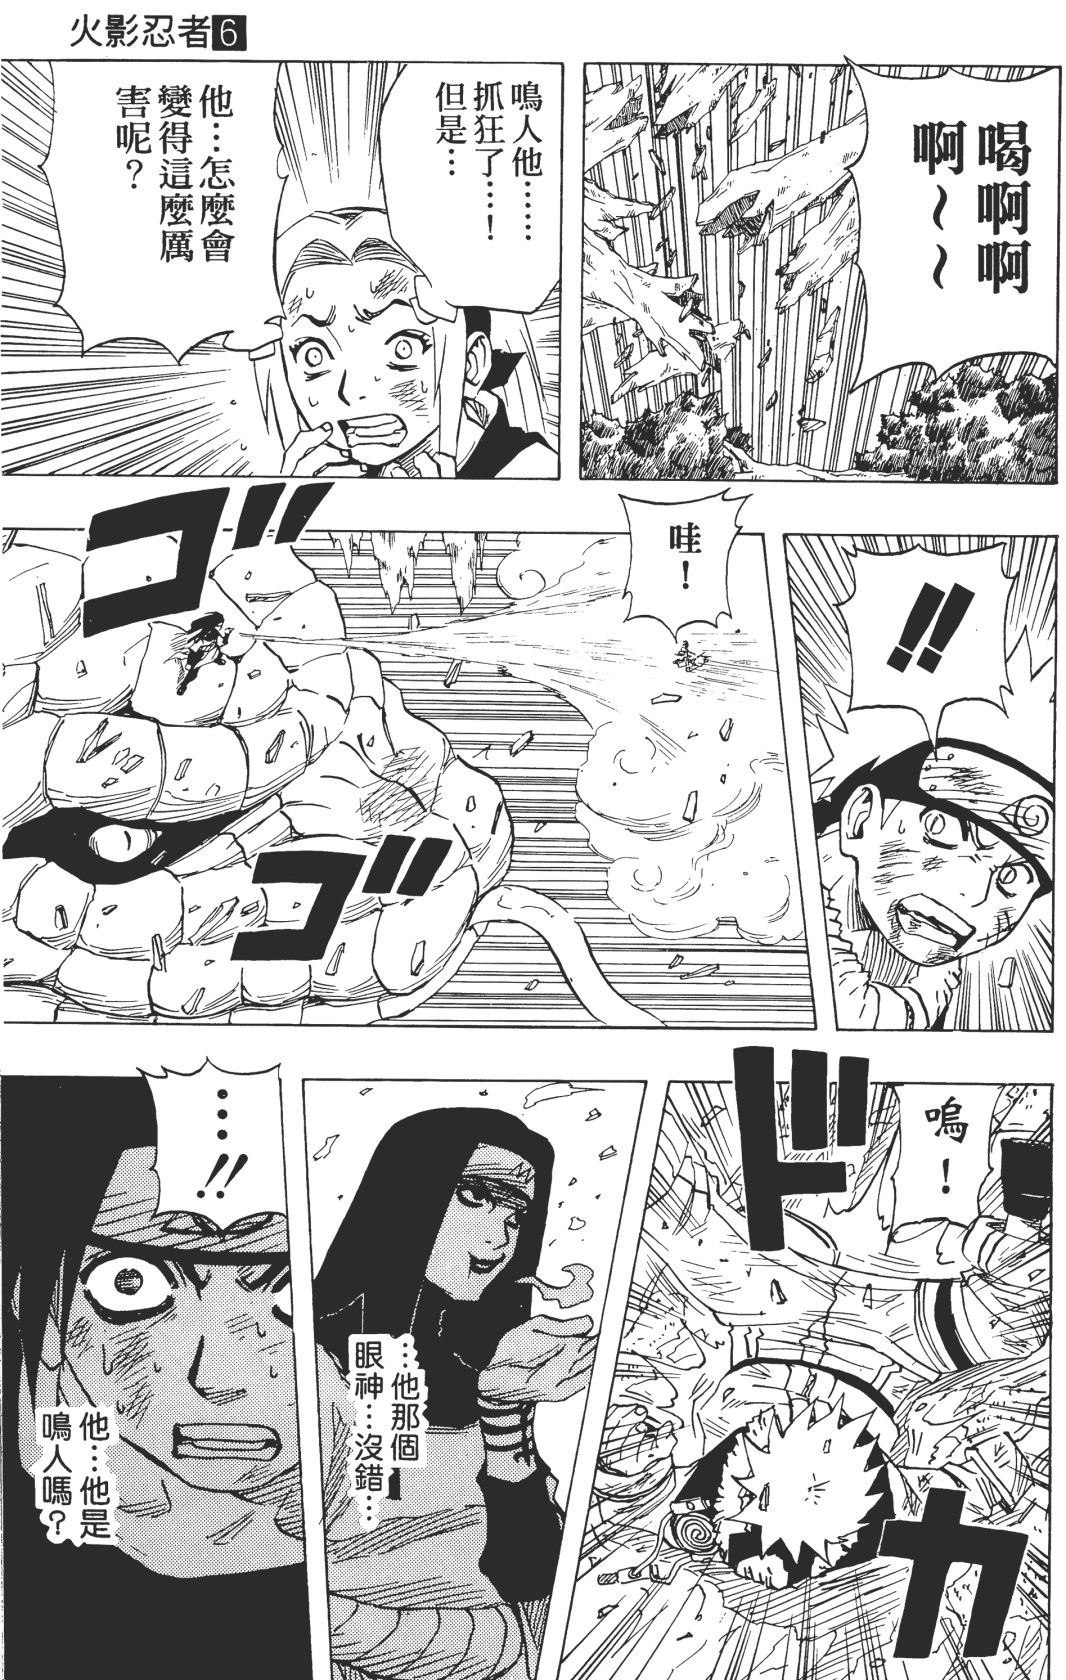 火影忍者6
喝啊啊
啊~~
鳴人他……
抓狂了……！
但是…
他…怎麼會
變得這麼厲
害呢？
!!
哇！
ゴ"
ゴ"
嗚！
ドカ
…他那個
眼神…沒錯…
…!!
他…他是
鳴人嗎？